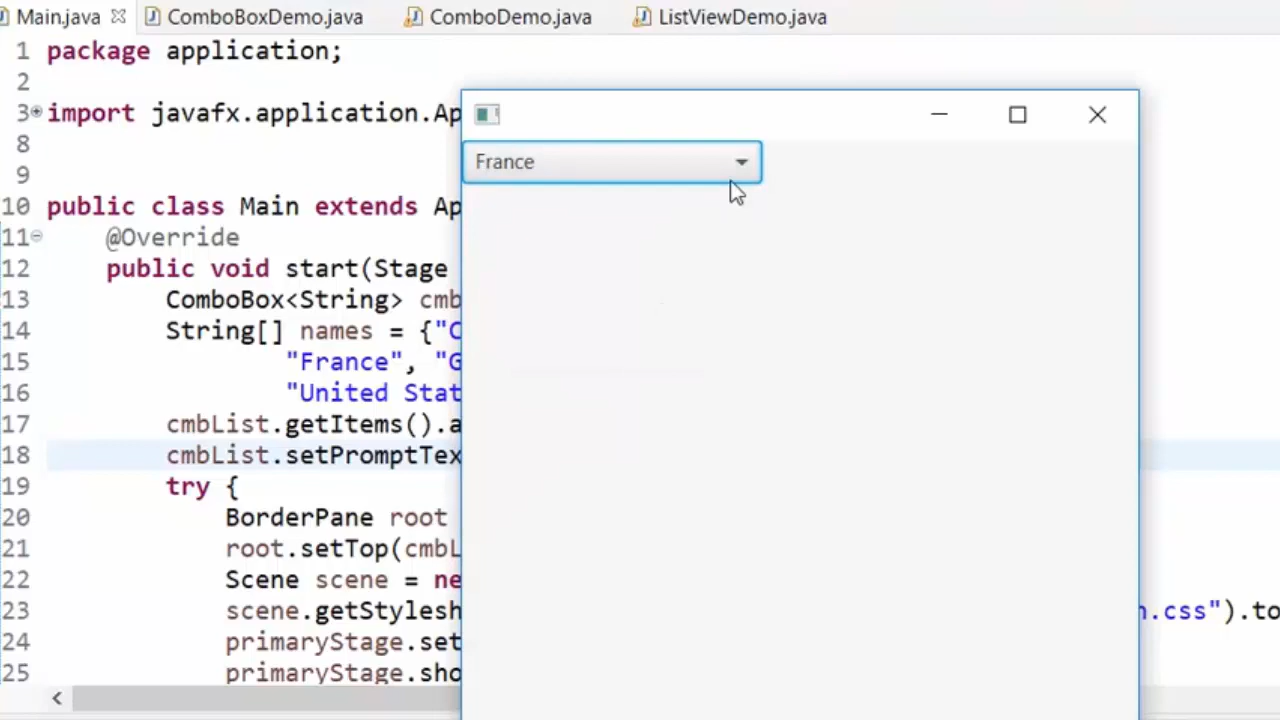 Main.java ComboBoxDemo.java ComboDemo.java ListViewDemo.java
1 package application;
2
3 import javafx.application.Ap
8
9
10 public class Main extends Ap
11 @Override
12 public void start(Stage
13 ComboBox<String> cmb
14 String[] names = {"C
15 "France", "G
16 "United Stat
17 cmbList.getItems().a
18 cmbList.setPromptTex
19 try {
20 BorderPane root
21 root.setTop(cmbL
22 Scene scene = ne
23 scene.getStylesh n.css").to
24 primaryStage.set
25 primaryStage.sho
France